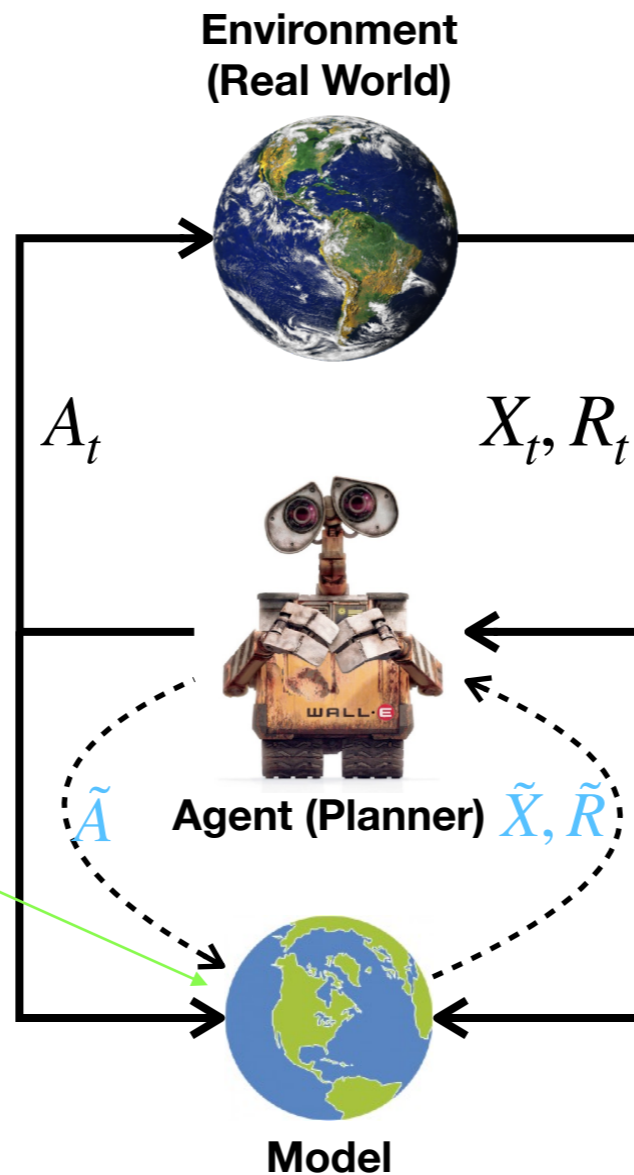 Environment
(Real World)
A_t
X_t, R_t
WALL·E
Ã
Agent (Planner)
X̃, R̃
Model